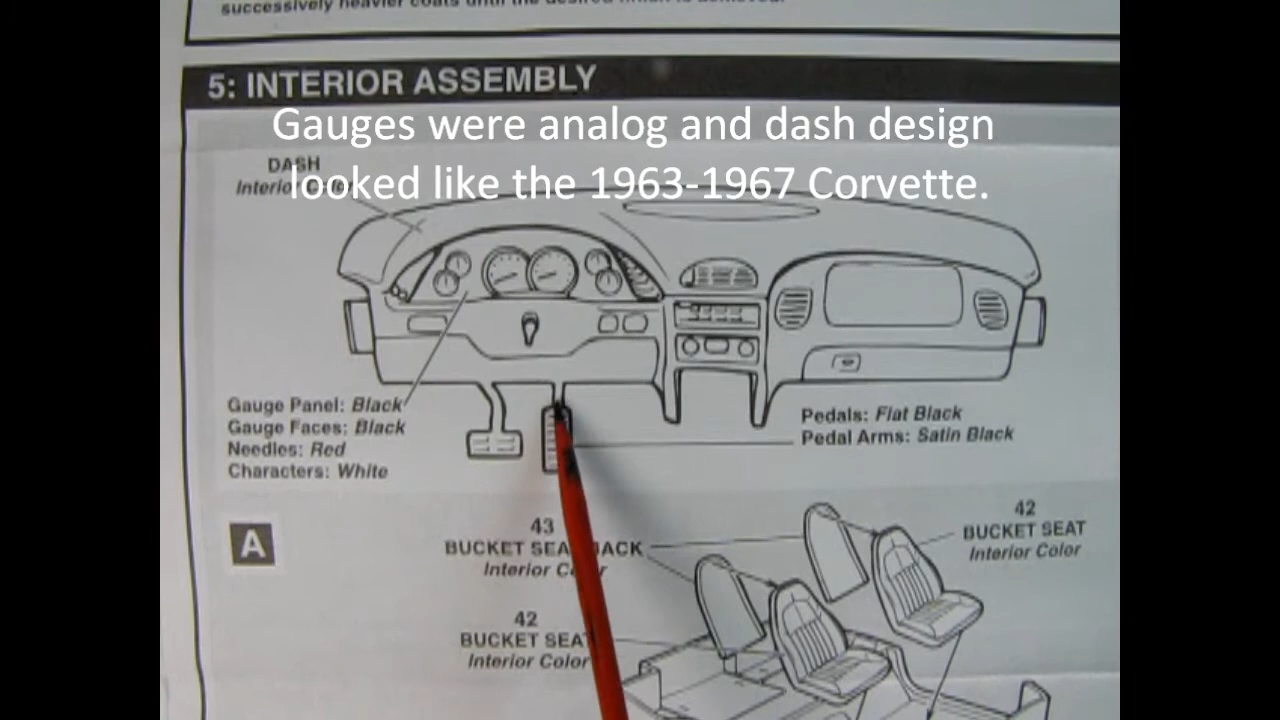 successively heavier coats until the desired finish is achieved.
5: INTERIOR ASSEMBLY
Gauges were analog and dash design
looked like the 1963-1967 Corvette.
DASH
Interior Color
Gauge Panel: Black
Gauge Faces: Black
Needles: Red
Characters: White
Pedals: Flat Black
Pedal Arms: Satin Black
A
43
BUCKET SEAT BACK
Interior Color
42
BUCKET SEAT
Interior Color
42
BUCKET SEAT
Interior Color